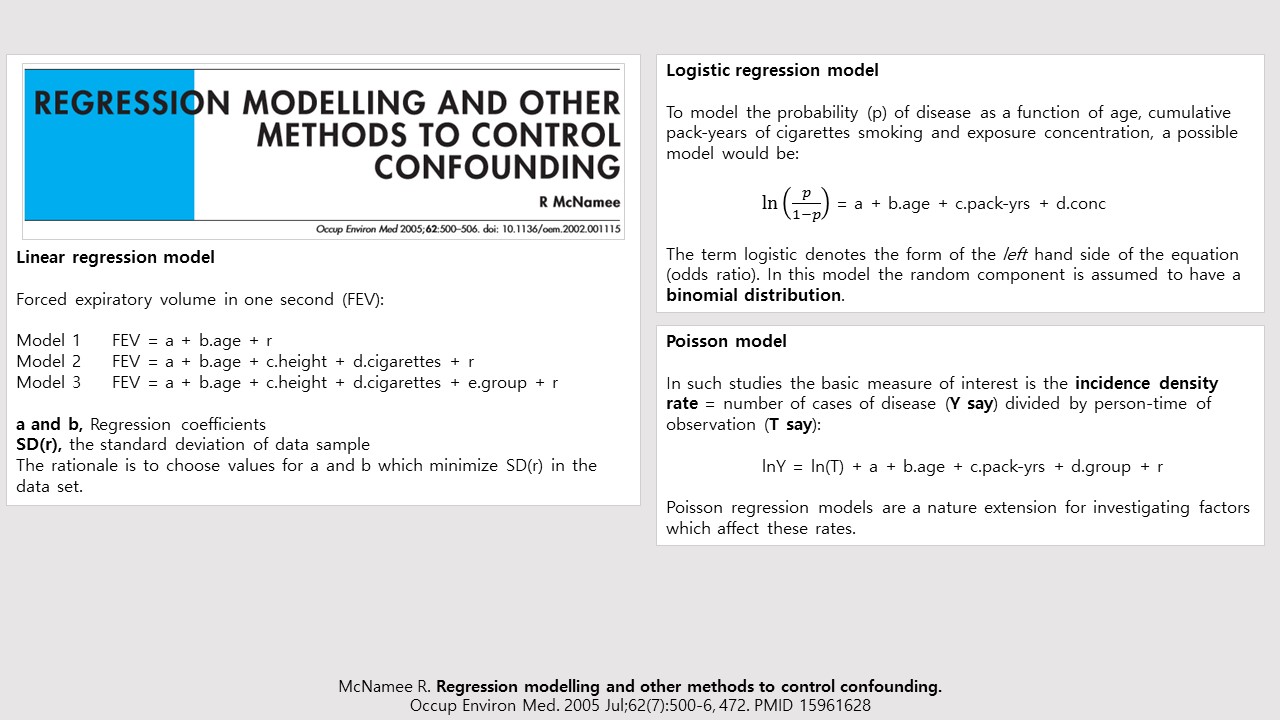 REGRESSION MODELLING AND OTHER
METHODS TO CONTROL
CONFOUNDING
R McNamee
Occup Environ Med 2005;62:500–506. doi: 10.1136/oem.2002.001115
Linear regression model
Forced expiratory volume in one second (FEV):
Model 1 FEV = a + b.age + r
Model 2 FEV = a + b.age + c.height + d.cigarettes + r
Model 3 FEV = a + b.age + c.height + d.cigarettes + e.group + r
a and b, Regression coefficients
SD(r), the standard deviation of data sample
The rationale is to choose values for a and b which minimize SD(r) in the
data set.
Logistic regression model
To model the probability (p) of disease as a function of age, cumulative
pack-years of cigarettes smoking and exposure concentration, a possible
model would be:
ln(p/1−p) = a + b.age + c.pack-yrs + d.conc
The term logistic denotes the form of the left hand side of the equation
(odds ratio). In this model the random component is assumed to have a
binomial distribution.
Poisson model
In such studies the basic measure of interest is the incidence density
rate = number of cases of disease (Y say) divided by person-time of
observation (T say):
lnY = ln(T) + a + b.age + c.pack-yrs + d.group + r
Poisson regression models are a nature extension for investigating factors
which affect these rates.
McNamee R. Regression modelling and other methods to control confounding.
Occup Environ Med. 2005 Jul;62(7):500-6, 472. PMID 15961628